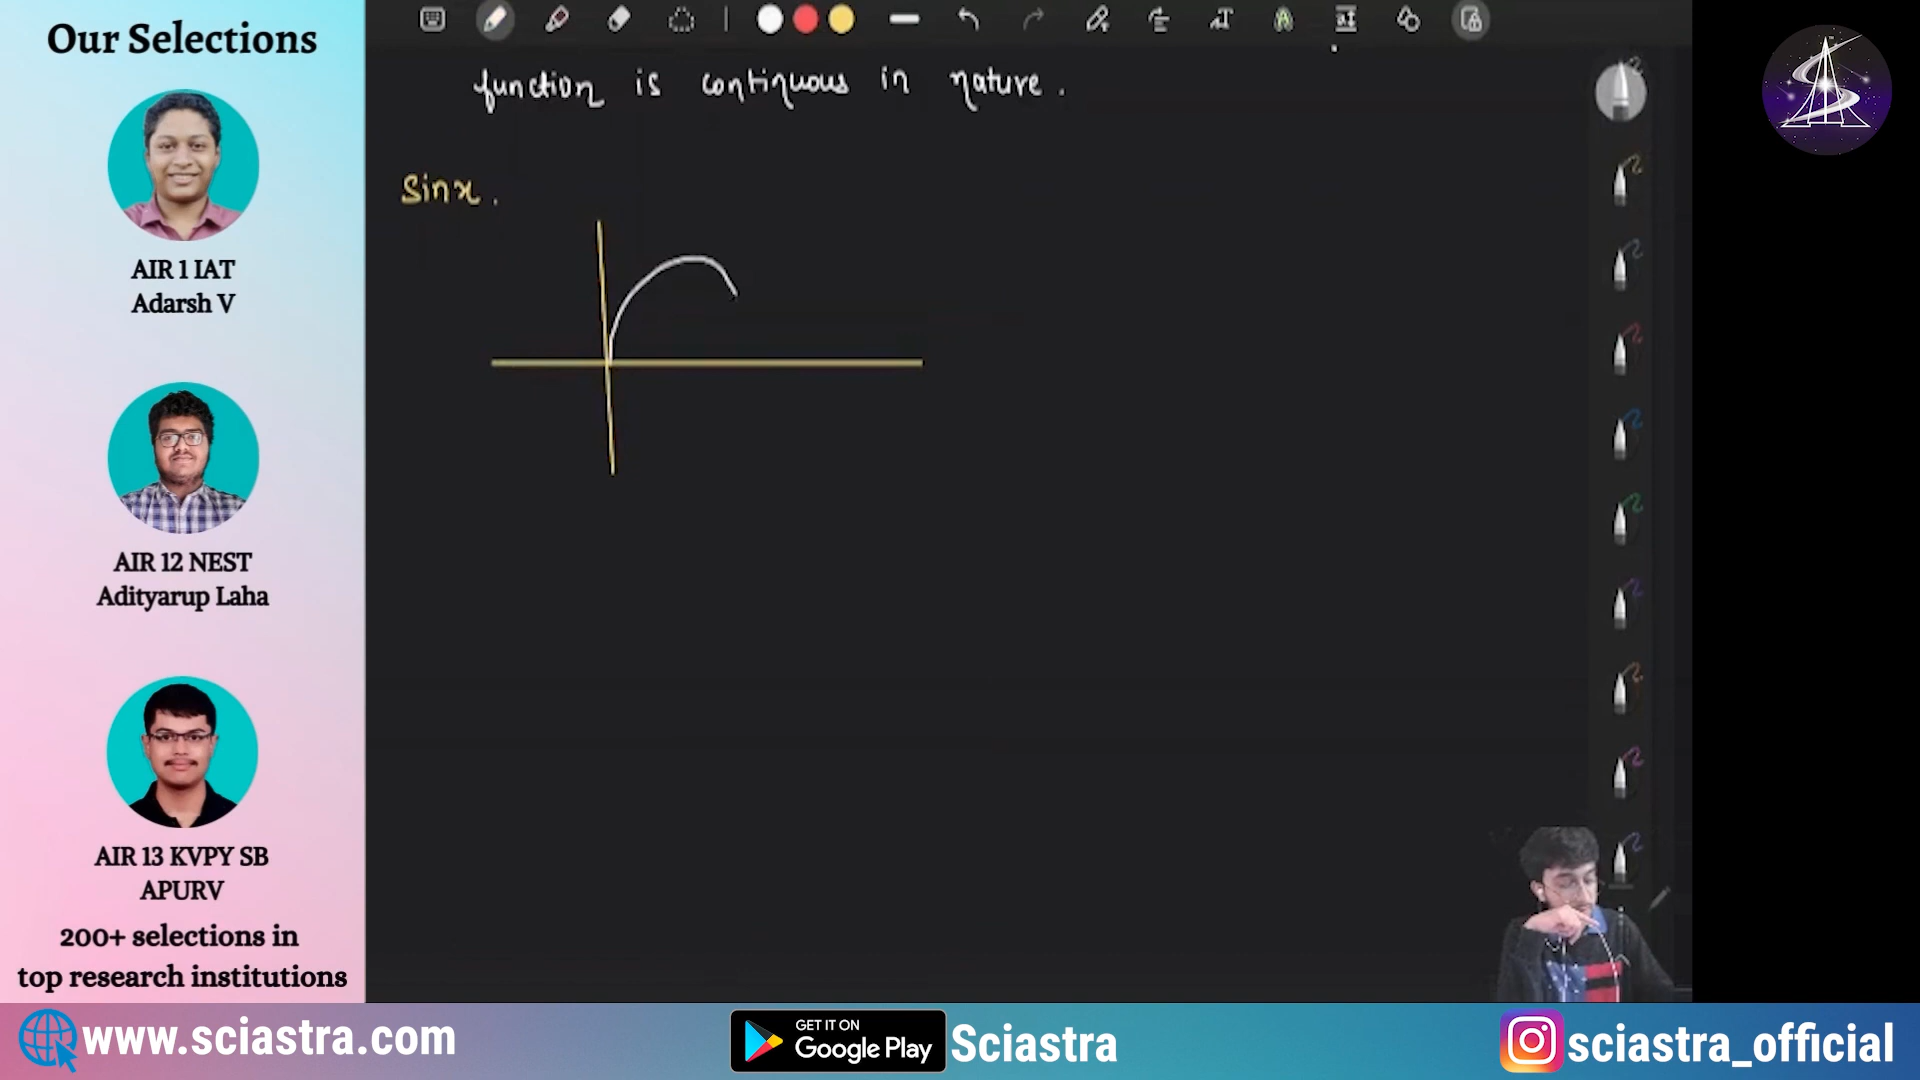 Our Selections
AIR 1 IAT
Adarsh V
AIR 12 NEST
Adityarup Laha
AIR 13 KVPY SB
APURV
200+ selections in
top research institutions
function is continuous in nature.
Sin x.
www.sciastra.com
GET IT ON
Google Play
Sciastra
sciastra_official